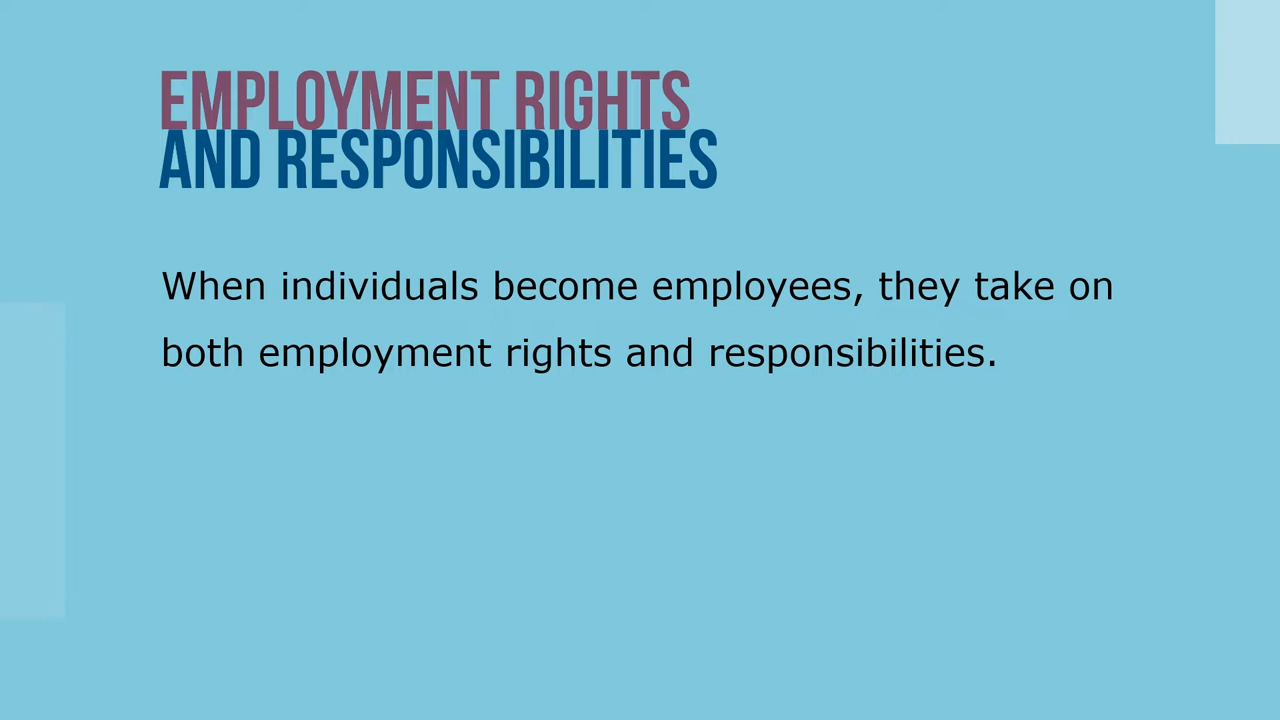 EMPLOYMENT RIGHTS
AND RESPONSIBILITIES
When individuals become employees, they take on
both employment rights and responsibilities.